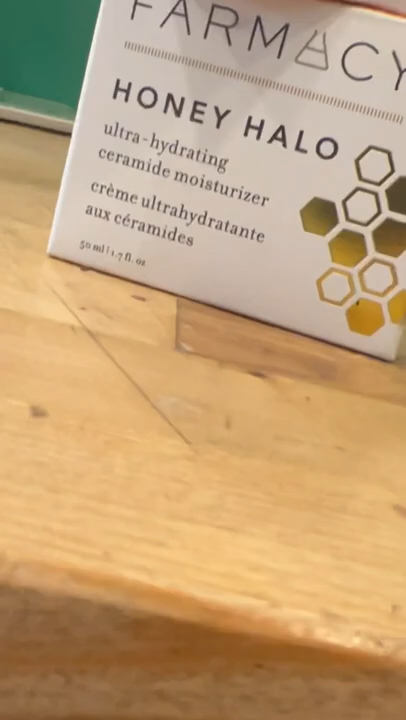 FARMACY
HONEY HALO
ultra-hydrating
ceramide moisturizer
crème ultrahydratante
aux céramides
50 ml | 1.7 fl. oz